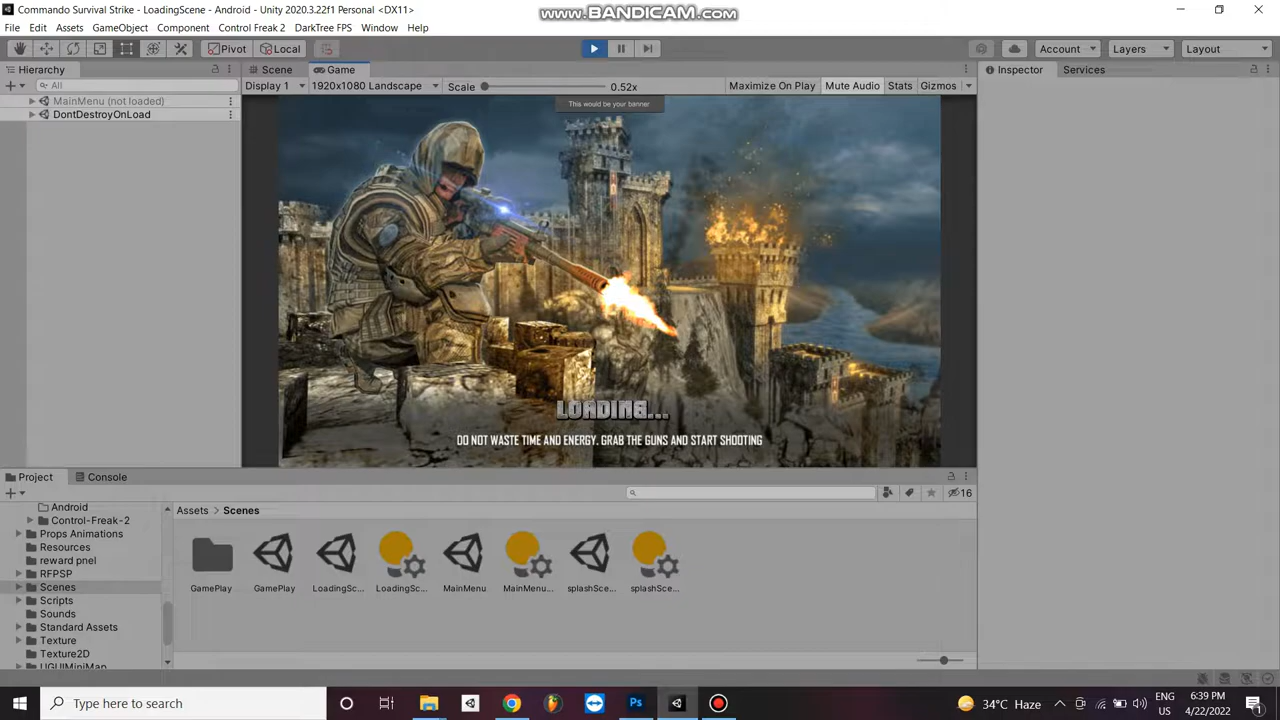 Commando Survival Strike - LoadingScene - Android - Unity 2020.3.22f1 Personal <DX11>
www.BANDICAM.com
File Edit Assets GameObject Component Control Freak 2 DarkTree FPS Window Help
Pivot Local Account Layers Layout
Hierarchy Scene Game Inspector Services
All Display 1 1920x1080 Landscape Scale 0.52x Maximize On Play Mute Audio Stats Gizmos
MainMenu (not loaded)
DontDestroyOnLoad
This would be your banner
LOADING...
DO NOT WASTE TIME AND ENERGY. GRAB THE GUNS AND START SHOOTING
Project Console
16
Android
Control-Freak-2
Props Animations
Resources
reward pnel
RFPSP
Scenes
Scripts
Sounds
Standard Assets
Texture
Texture2D
UGUIMiniMap
Assets Scenes
GamePlay GamePlay LoadingSc... LoadingSc... MainMenu MainMenu... splashSce... splashSce...
Type here to search
Ps
34°C Haze
ENG
US
6:39 PM
4/22/2022
1